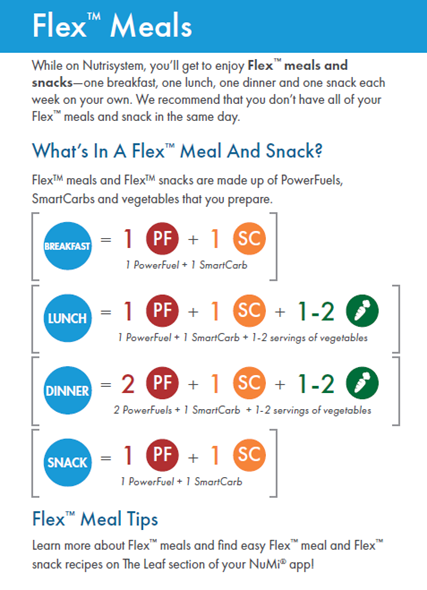 Flex™ Meals
While on Nutrisystem, you’ll get to enjoy Flex™ meals and
snacks—one breakfast, one lunch, one dinner and one snack each
week on your own. We recommend that you don’t have all of your
Flex™ meals and snack in the same day.
What’s In A Flex™ Meal And Snack?
Flex™ meals and Flex™ snacks are made up of PowerFuels,
SmartCarbs and vegetables that you prepare.
BREAKFAST = 1 PF + 1 SC
1 PowerFuel + 1 SmartCarb
LUNCH = 1 PF + 1 SC + 1-2
1 PowerFuel + 1 SmartCarb + 1-2 servings of vegetables
DINNER = 2 PF + 1 SC + 1-2
2 PowerFuels + 1 SmartCarb + 1-2 servings of vegetables
SNACK = 1 PF + 1 SC
1 PowerFuel + 1 SmartCarb
Flex™ Meal Tips
Learn more about Flex™ meals and find easy Flex™ meal and Flex™
snack recipes on The Leaf section of your NuMi® app!